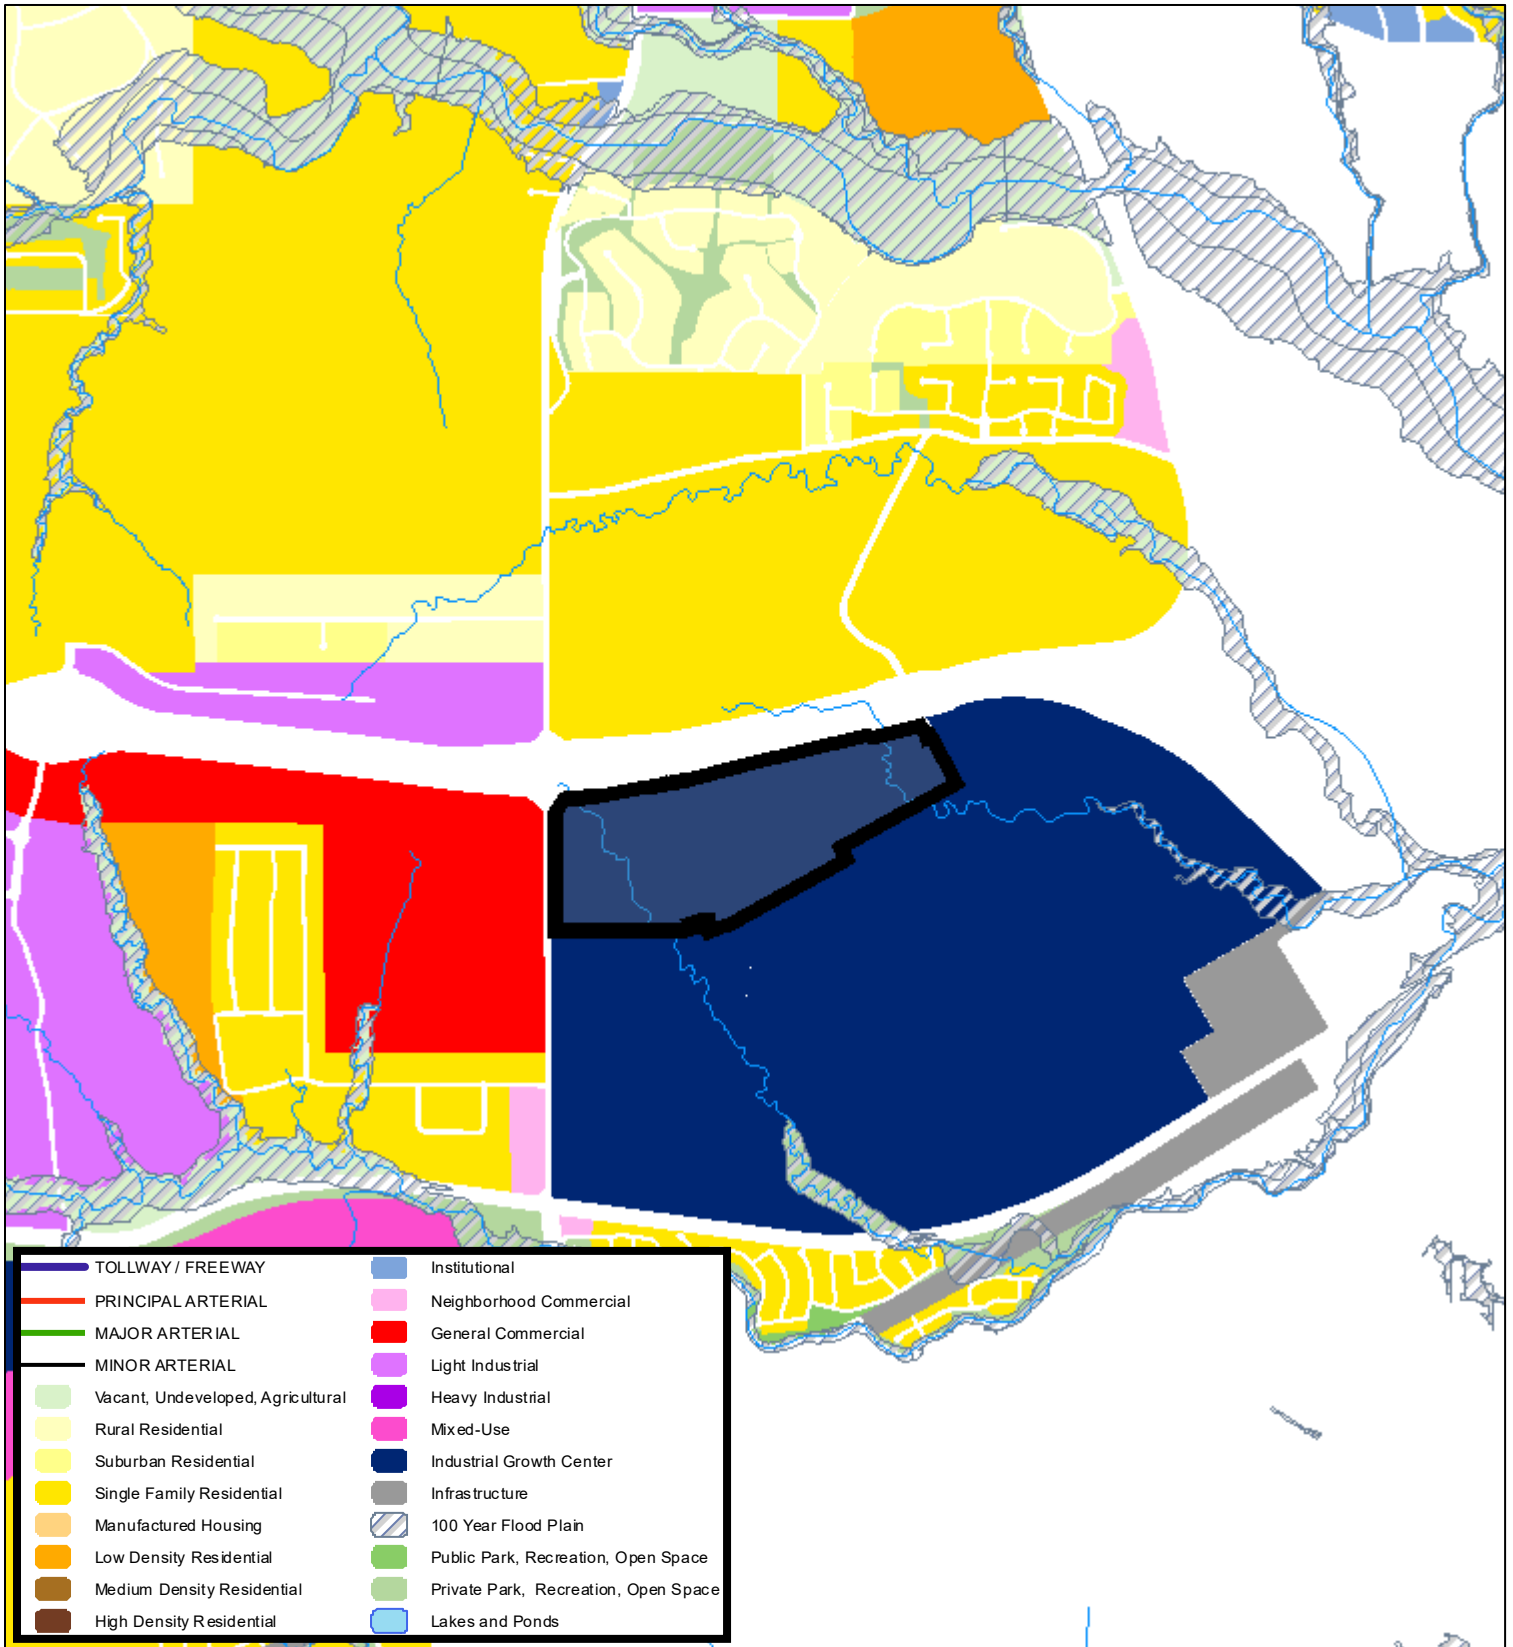 TOLLWAY / FREEWAY
PRINCIPAL ARTERIAL
MAJOR ARTERIAL
MINOR ARTERIAL
Vacant, Undeveloped, Agricultural
Rural Residential
Suburban Residential
Single Family Residential
Manufactured Housing
Low Density Residential
Medium Density Residential
High Density Residential
Institutional
Neighborhood Commercial
General Commercial
Light Industrial
Heavy Industrial
Mixed-Use
Industrial Growth Center
Infrastructure
100 Year Flood Plain
Public Park, Recreation, Open Space
Private Park, Recreation, Open Space
Lakes and Ponds